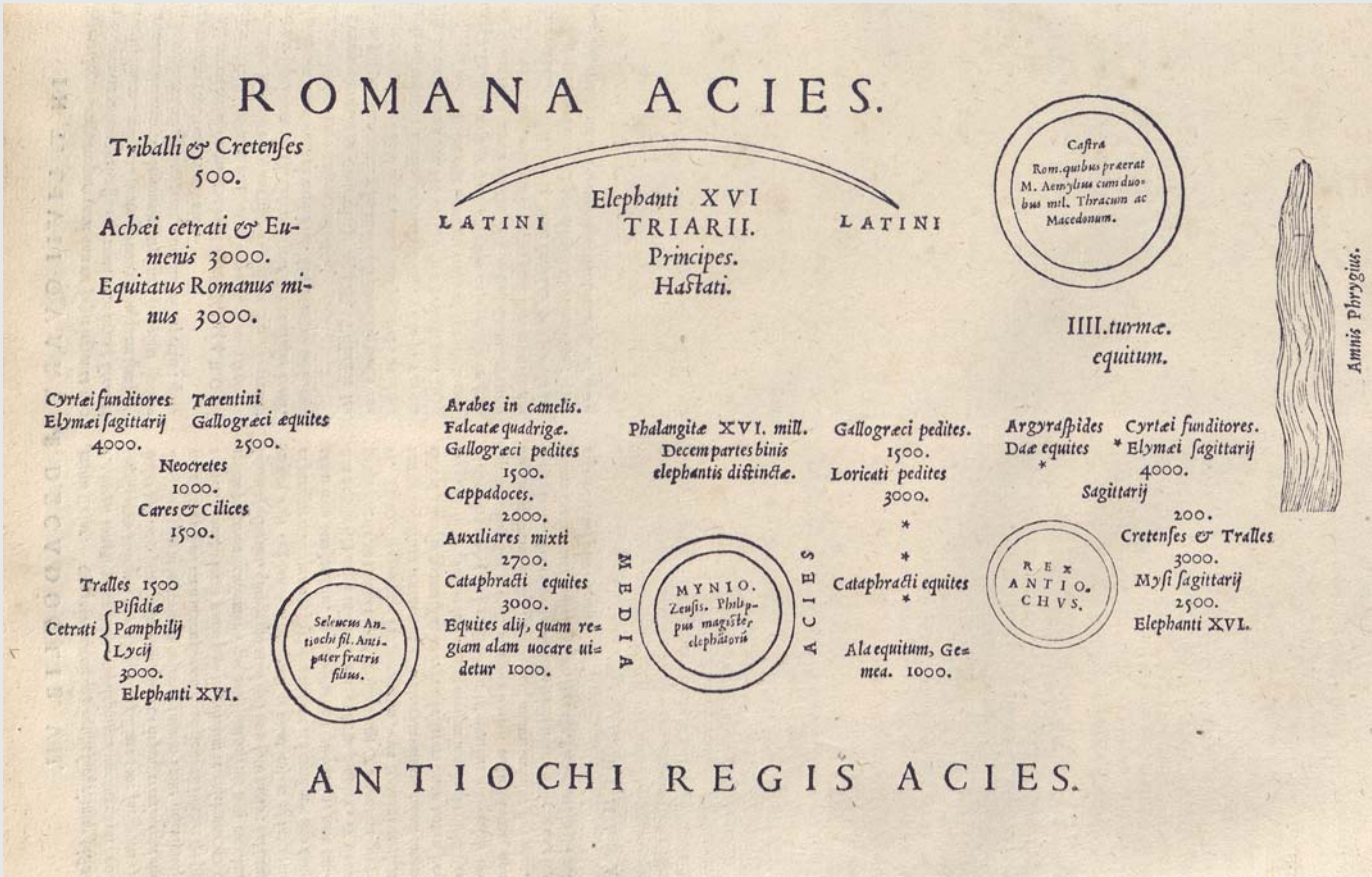 ROMANA ACIES.
Triballi & Cretenſes
500.
Achæi cetrati & Eu-
menis 3000.
Equitatus Romanus mi-
nus 3000.
LATINI
Elephanti XVI
TRIARII.
Principes.
Haſtati.
LATINI
Caſtra
Rom. quibus præerat
M. Aemylius cum duo-
bus mil. Thracum ac
Macedonum.
IIII. turmæ.
equitum.
Amnis Phrygius.
Cyrtæi funditores
Elymæi ſagittarij
4000.
Tarentini
Gallogræci æquites
2500.
Neocretes
1000.
Cares & Cilices
1500.
Tralles 1500
Cetrati
Piſidiæ
Pamphilij
Lycij
3000.
Elephanti XVI.
Seleucus An-
tiochi fil. Anti-
pater fratris
filius.
Arabes in camelis.
Falcatæ quadrigæ.
Gallogræci pedites
1500.
Cappadoces.
2000.
Auxiliares mixti
2700.
Cataphracti equites
3000.
Equites alij, quam re-
giam alam uocare ui-
detur 1000.
Phalangitæ XVI. mill.
Decem partes binis
elephantis diſtinctæ.
MEDIA
MYNIO.
Zeuſis. Philip-
pus magiſter
elephātorū
ACIES
Gallogræci pedites.
1500.
Loricati pedites
3000.
*
*
Cataphracti equites
*
Ala equitum, Ge-
mea. 1000.
Argyraſpides
Daæ equites
*
Cyrtæi funditores.
* Elymæi ſagittarij
4000.
Sagittarij
200.
Cretenſes & Tralles
3000.
Myſi ſagittarij
2500.
Elephanti XVI.
REX
ANTIO.
CHVS.
ANTIOCHI REGIS ACIES.